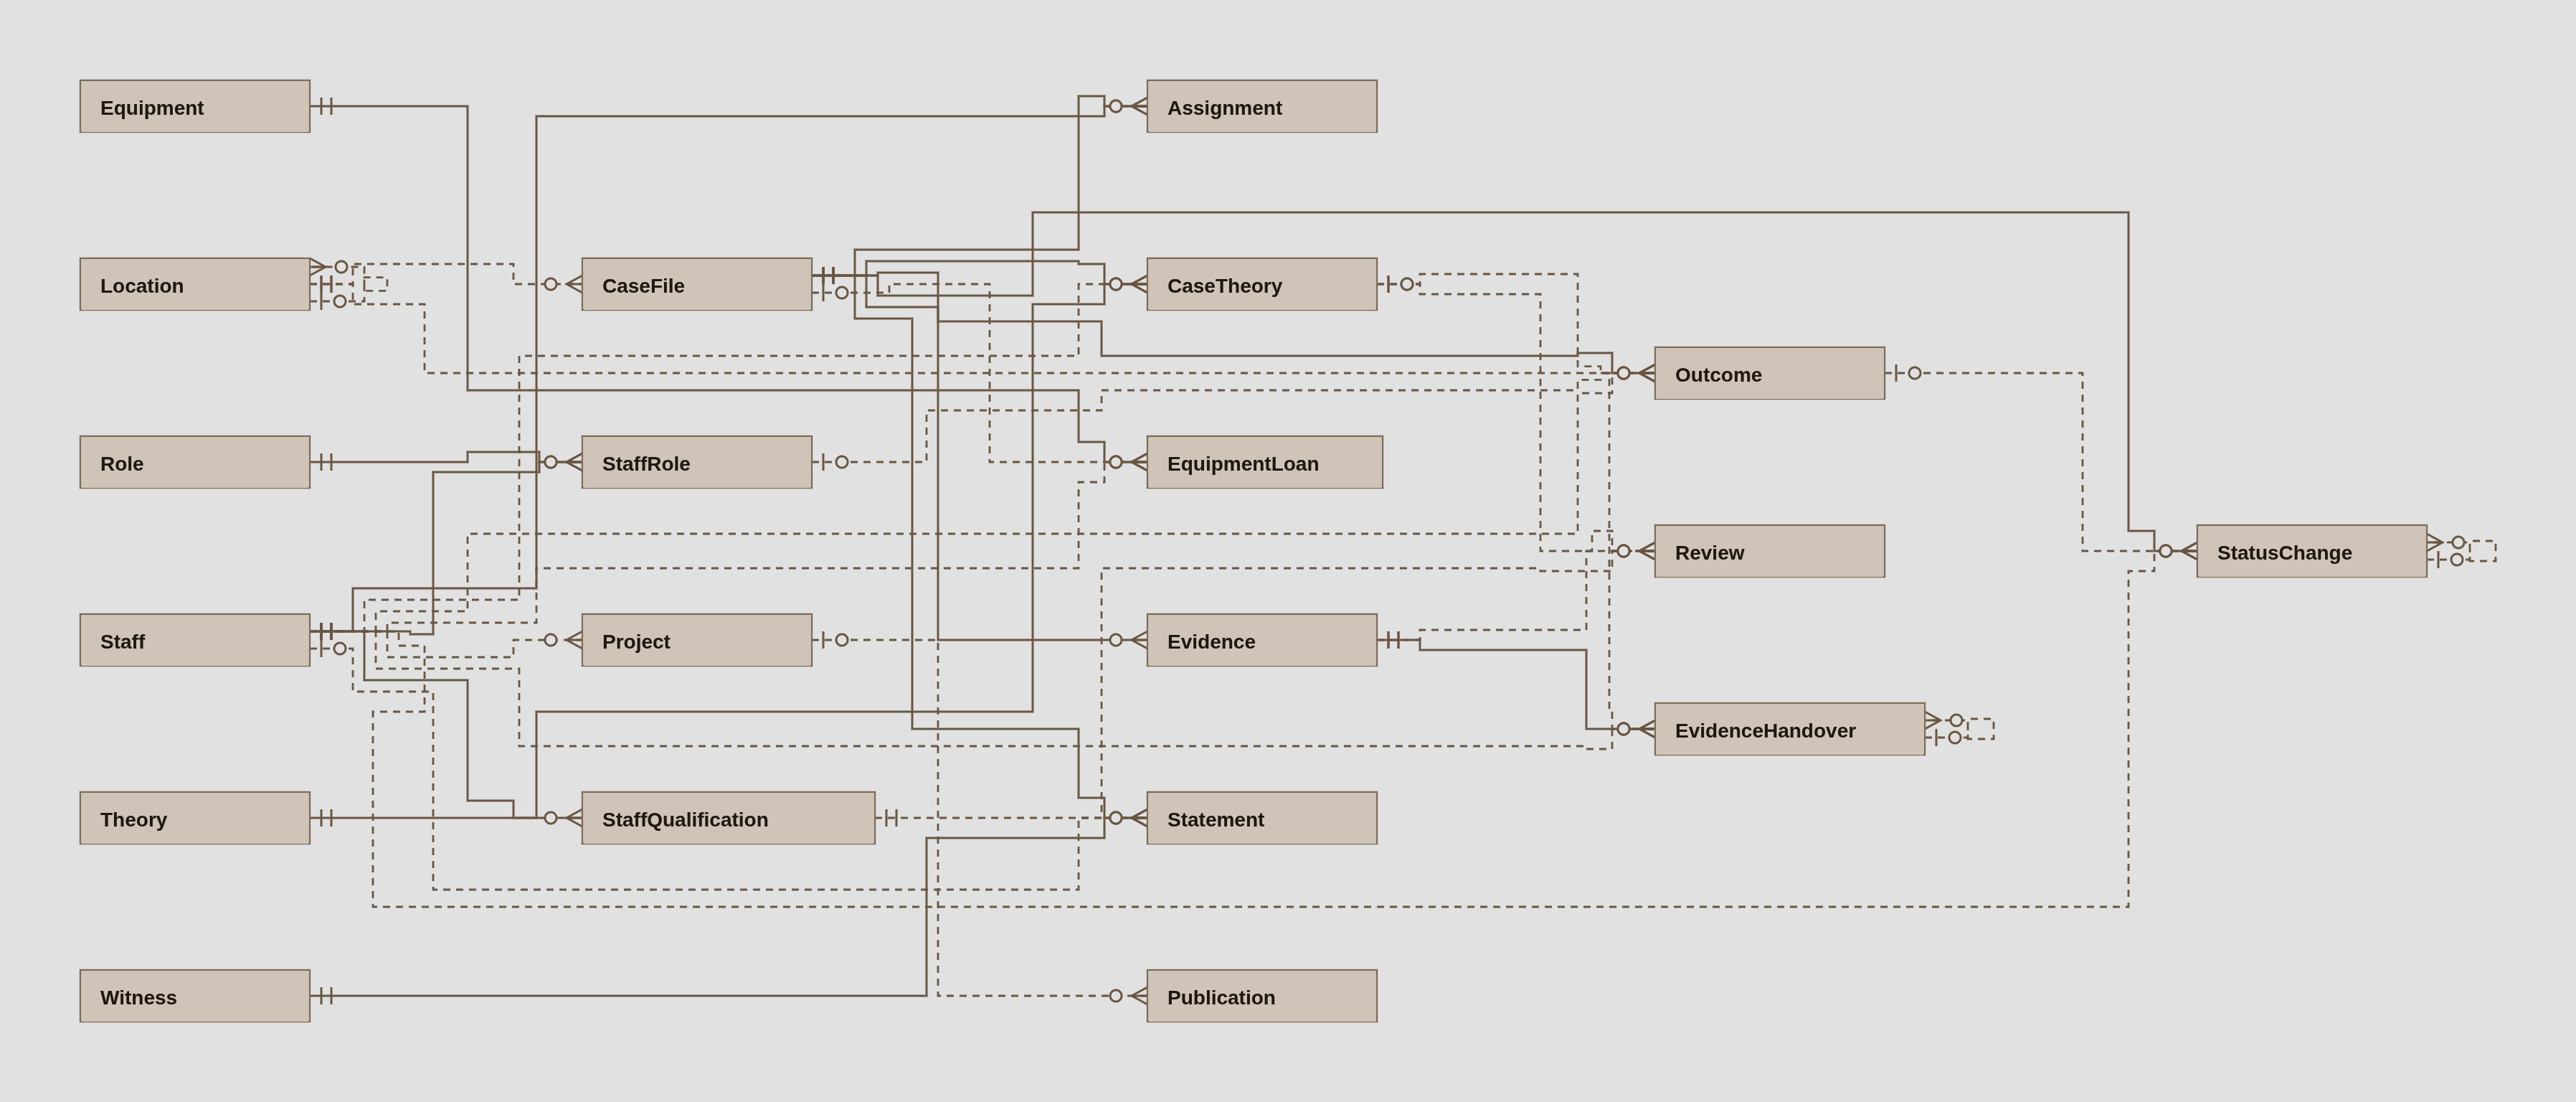 Equipment
Assignment
Location
CaseFile
CaseTheory
Outcome
Role
StaffRole
EquipmentLoan
Review
StatusChange
Staff
Project
Evidence
EvidenceHandover
Theory
StaffQualification
Statement
Witness
Publication